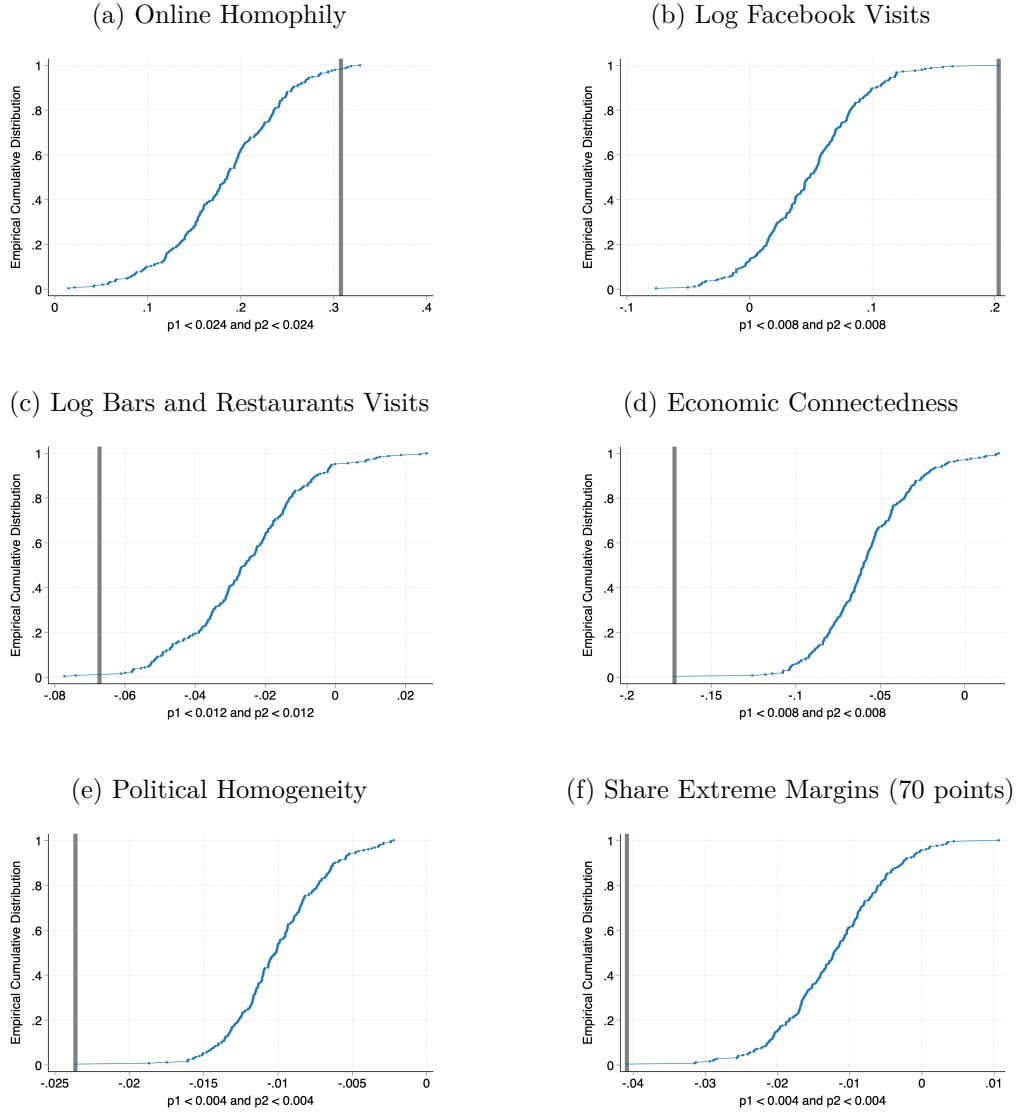 (a) Online Homophily
Empirical Cumulative Distribution
1
.8
.6
.4
.2
0
0 .1 .2 .3 .4
p1 < 0.024 and p2 < 0.024
(b) Log Facebook Visits
Empirical Cumulative Distribution
1
.8
.6
.4
.2
0
-.1 0 .1 .2
p1 < 0.008 and p2 < 0.008
(c) Log Bars and Restaurants Visits
Empirical Cumulative Distribution
1
.8
.6
.4
.2
0
-.08 -.06 -.04 -.02 0 .02
p1 < 0.012 and p2 < 0.012
(d) Economic Connectedness
Empirical Cumulative Distribution
1
.8
.6
.4
.2
0
-.2 -.15 -.1 -.05 0
p1 < 0.008 and p2 < 0.008
(e) Political Homogeneity
Empirical Cumulative Distribution
1
.8
.6
.4
.2
0
-.025 -.02 -.015 -.01 -.005 0
p1 < 0.004 and p2 < 0.004
(f) Share Extreme Margins (70 points)
Empirical Cumulative Distribution
1
.8
.6
.4
.2
0
-.04 -.03 -.02 -.01 0 .01
p1 < 0.004 and p2 < 0.004